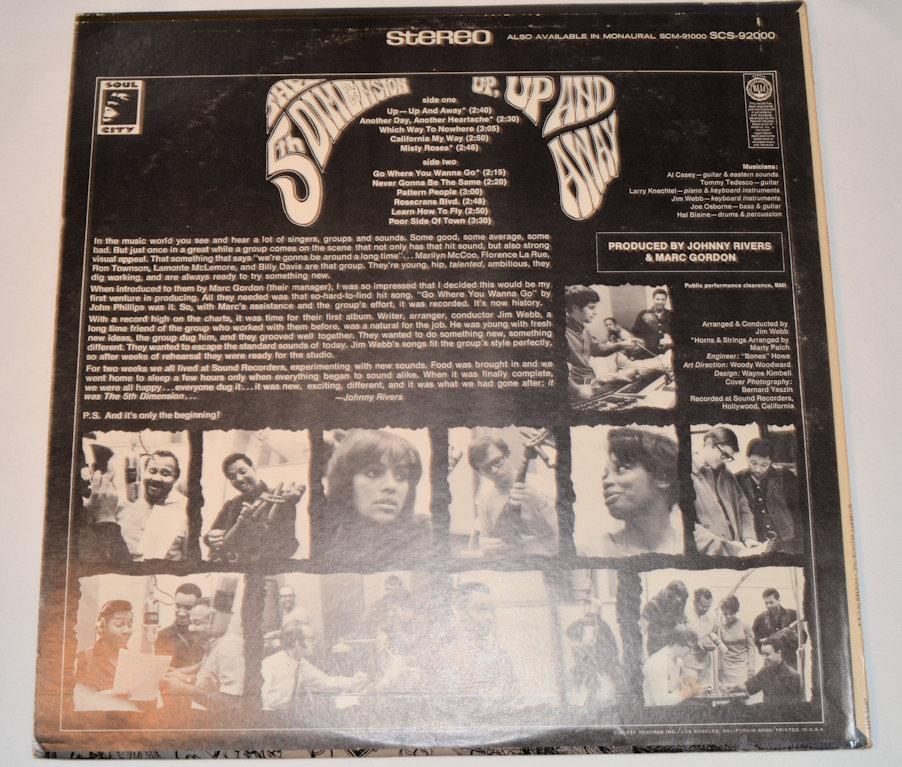 Stereo
ALSO AVAILABLE IN MONAURAL SCM-91000 SCS-92000
SOUL
CITY
THE
5th DIMENSION
UP, UP AND
AWAY
side one
Up—Up And Away* (2:40)
Another Day, Another Heartache* (2:30)
Which Way To Nowhere (3:05)
California My Way (2:50)
Misty Roses* (2:46)
side two
Go Where You Wanna Go* (2:15)
Never Gonna Be The Same (2:20)
Pattern People (3:00)
Rosecrans Blvd. (2:48)
Learn How To Fly (2:50)
Poor Side Of Town (3:30)
Musicians:
Al Casey—guitar & eastern sounds
Tommy Tedesco—guitar
Larry Knechtel—piano & keyboard instruments
Jim Webb—keyboard instruments
Joe Osborne—bass & guitar
Hal Blaine—drums & percussion
PRODUCED BY JOHNNY RIVERS
& MARC GORDON
Public performance clearance, BMI
In the music world you see and hear a lot of singers, groups and sounds. Some good, some average, some
bad. But just once in a great while a group comes on the scene that not only has that hit sound, but also strong
visual appeal. That something that says "we're gonna be around a long time"... Marilyn McCoo, Florence La Rue,
Ron Townson, Lamonte McLemore, and Billy Davis are that group. They're young, hip, talented, ambitious, they
dig working, and are always ready to try something new.
When introduced to them by Marc Gordon (their manager), I was so impressed that I decided this would be my
first venture in producing. All they needed was that so-hard-to-find hit song. "Go Where You Wanna Go" by
John Phillips was it. So, with Marc's assistance and the group's effort, it was recorded. It's now history.
With a record high on the charts, it was time for their first album. Writer, arranger, conductor Jim Webb, a
long time friend of the group who worked with them before, was a natural for the job. He was young with fresh
new ideas, the group dug him, and they grooved well together. They wanted to do something new, something
different. They wanted to escape the standard sounds of today. Jim Webb's songs fit the group's style perfectly,
so after weeks of rehearsal they were ready for the studio.
For two weeks we all lived at Sound Recorders, experimenting with new sounds. Food was brought in and we
went home to sleep a few hours only when everything began to sound alike. When it was finally complete,
we were all happy...everyone dug it...it was new, exciting, different, and it was what we had gone after; it
was The 5th Dimension...
—Johnny Rivers
P.S. And it's only the beginning!
Arranged & Conducted by
Jim Webb
*Horns & Strings Arranged by
Marty Paich
Engineer: "Bones" Howe
Art Direction: Woody Woodward
Design: Wayne Kimbell
Cover Photography:
Bernard Yeszin
Recorded at Sound Recorders,
Hollywood, California
LIBERTY RECORDS INC./LOS ANGELES, CALIFORNIA 90028/PRINTED IN U.S.A.